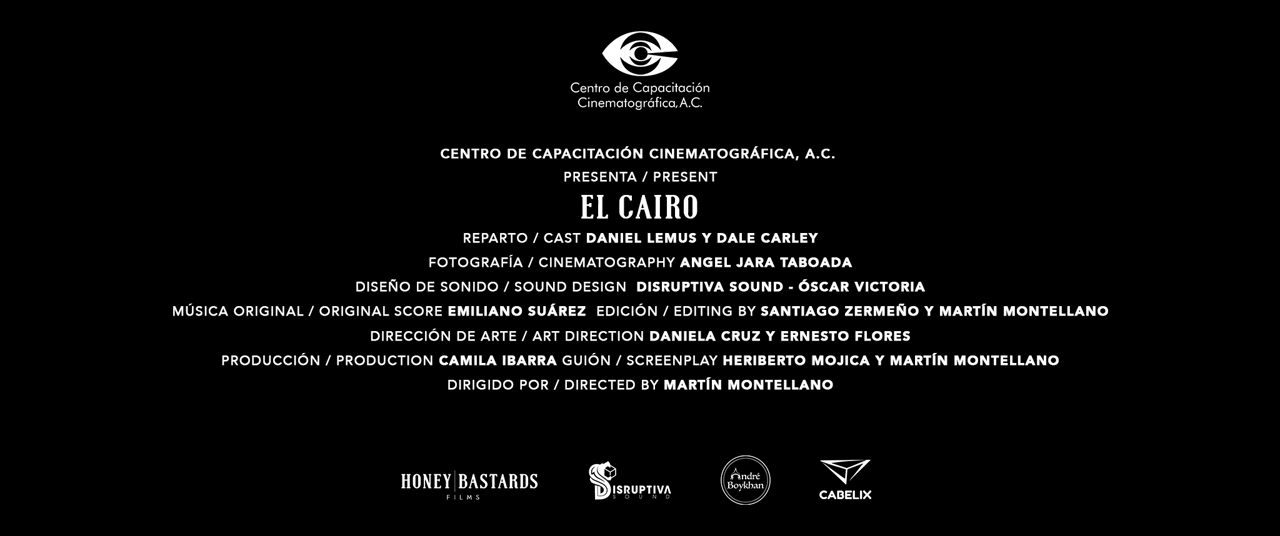 Centro de Capacitación
Cinematográfica, A.C.
CENTRO DE CAPACITACIÓN CINEMATOGRÁFICA, A.C.
PRESENTA / PRESENT
EL CAIRO
REPARTO / CAST DANIEL LEMUS Y DALE CARLEY
FOTOGRAFÍA / CINEMATOGRAPHY ANGEL JARA TABOADA
DISEÑO DE SONIDO / SOUND DESIGN DISRUPTIVA SOUND - ÓSCAR VICTORIA
MÚSICA ORIGINAL / ORIGINAL SCORE EMILIANO SUÁREZ EDICIÓN / EDITING BY SANTIAGO ZERMEÑO Y MARTÍN MONTELLANO
DIRECCIÓN DE ARTE / ART DIRECTION DANIELA CRUZ Y ERNESTO FLORES
PRODUCCIÓN / PRODUCTION CAMILA IBARRA GUIÓN / SCREENPLAY HERIBERTO MOJICA Y MARTÍN MONTELLANO
DIRIGIDO POR / DIRECTED BY MARTÍN MONTELLANO
HONEY BASTARDS
FILMS
DISRUPTIVA
SOUND
André
Boykhan
CABELIX